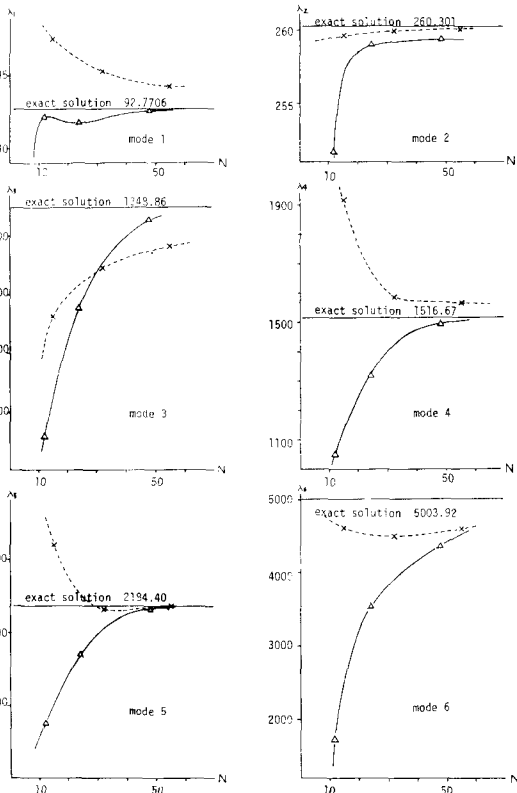 λ₁
exact solution 92.7706
mode 1
10 50 N
λ₂
260
exact solution 260.301
255
mode 2
10 50 N
λ₃
exact solution 1348.86
mode 3
10 50 N
λ₄
1900
exact solution 1516.67
1500
mode 4
1100
10 50 N
exact solution 2194.40
mode 5
10 50 N
5000
exact solution 5003.92
4000
3000
mode 6
2000
10 50 N